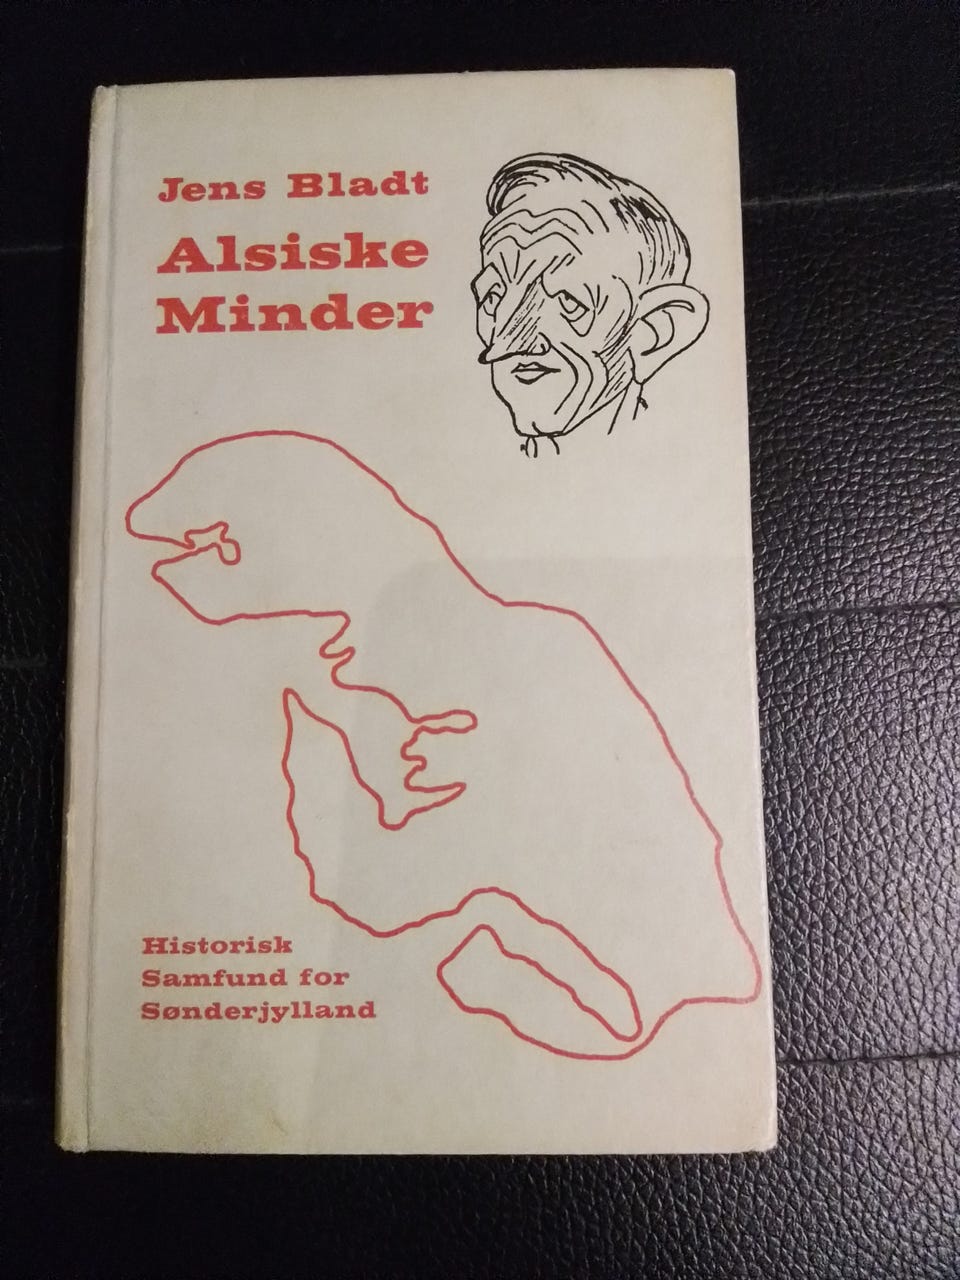 Jens Bladt
Alsiske
Minder
Historisk
Samfund for
Sønderjylland